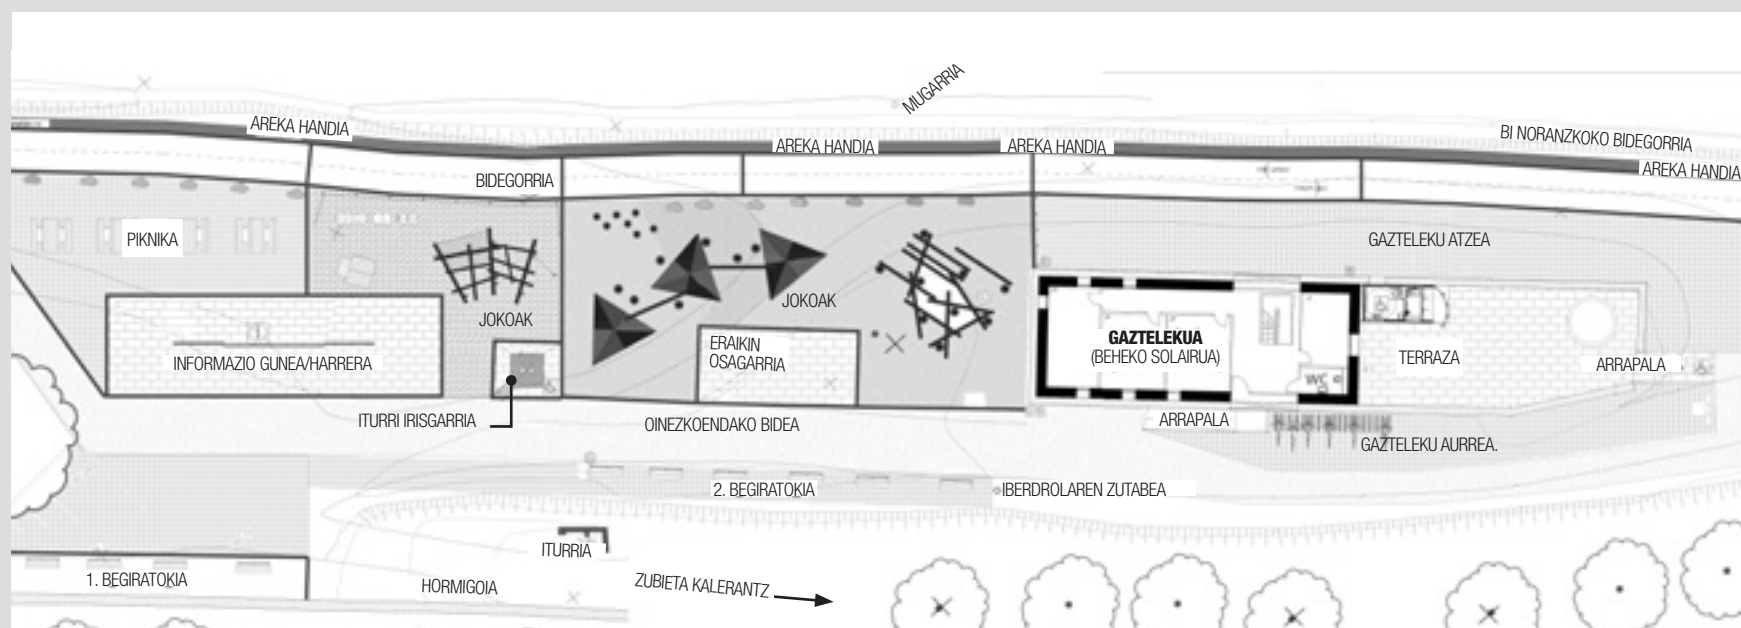 MUGARRIA
AREKA HANDIA
AREKA HANDIA
AREKA HANDIA
BI NORANZKOKO BIDEGORRIA
AREKA HANDIA
BIDEGORRIA
PIKNIKA
GAZTELEKU ATZEA
JOKOAK
JOKOAK
GAZTELEKUA
(BEHEKO SOLAIRUA)
ERAIKIN
OSAGARRIA
TERRAZA
ARRAPALA
INFORMAZIO GUNEA/HARRERA
WC
ITURRI IRISGARRIA
OINEZKOENDAKO BIDEA
ARRAPALA
GAZTELEKU AURREA.
2. BEGIRATOKIA
IBERDROLAREN ZUTABEA
ITURRIA
1. BEGIRATOKIA
HORMIGOIA
ZUBIETA KALERANTZ